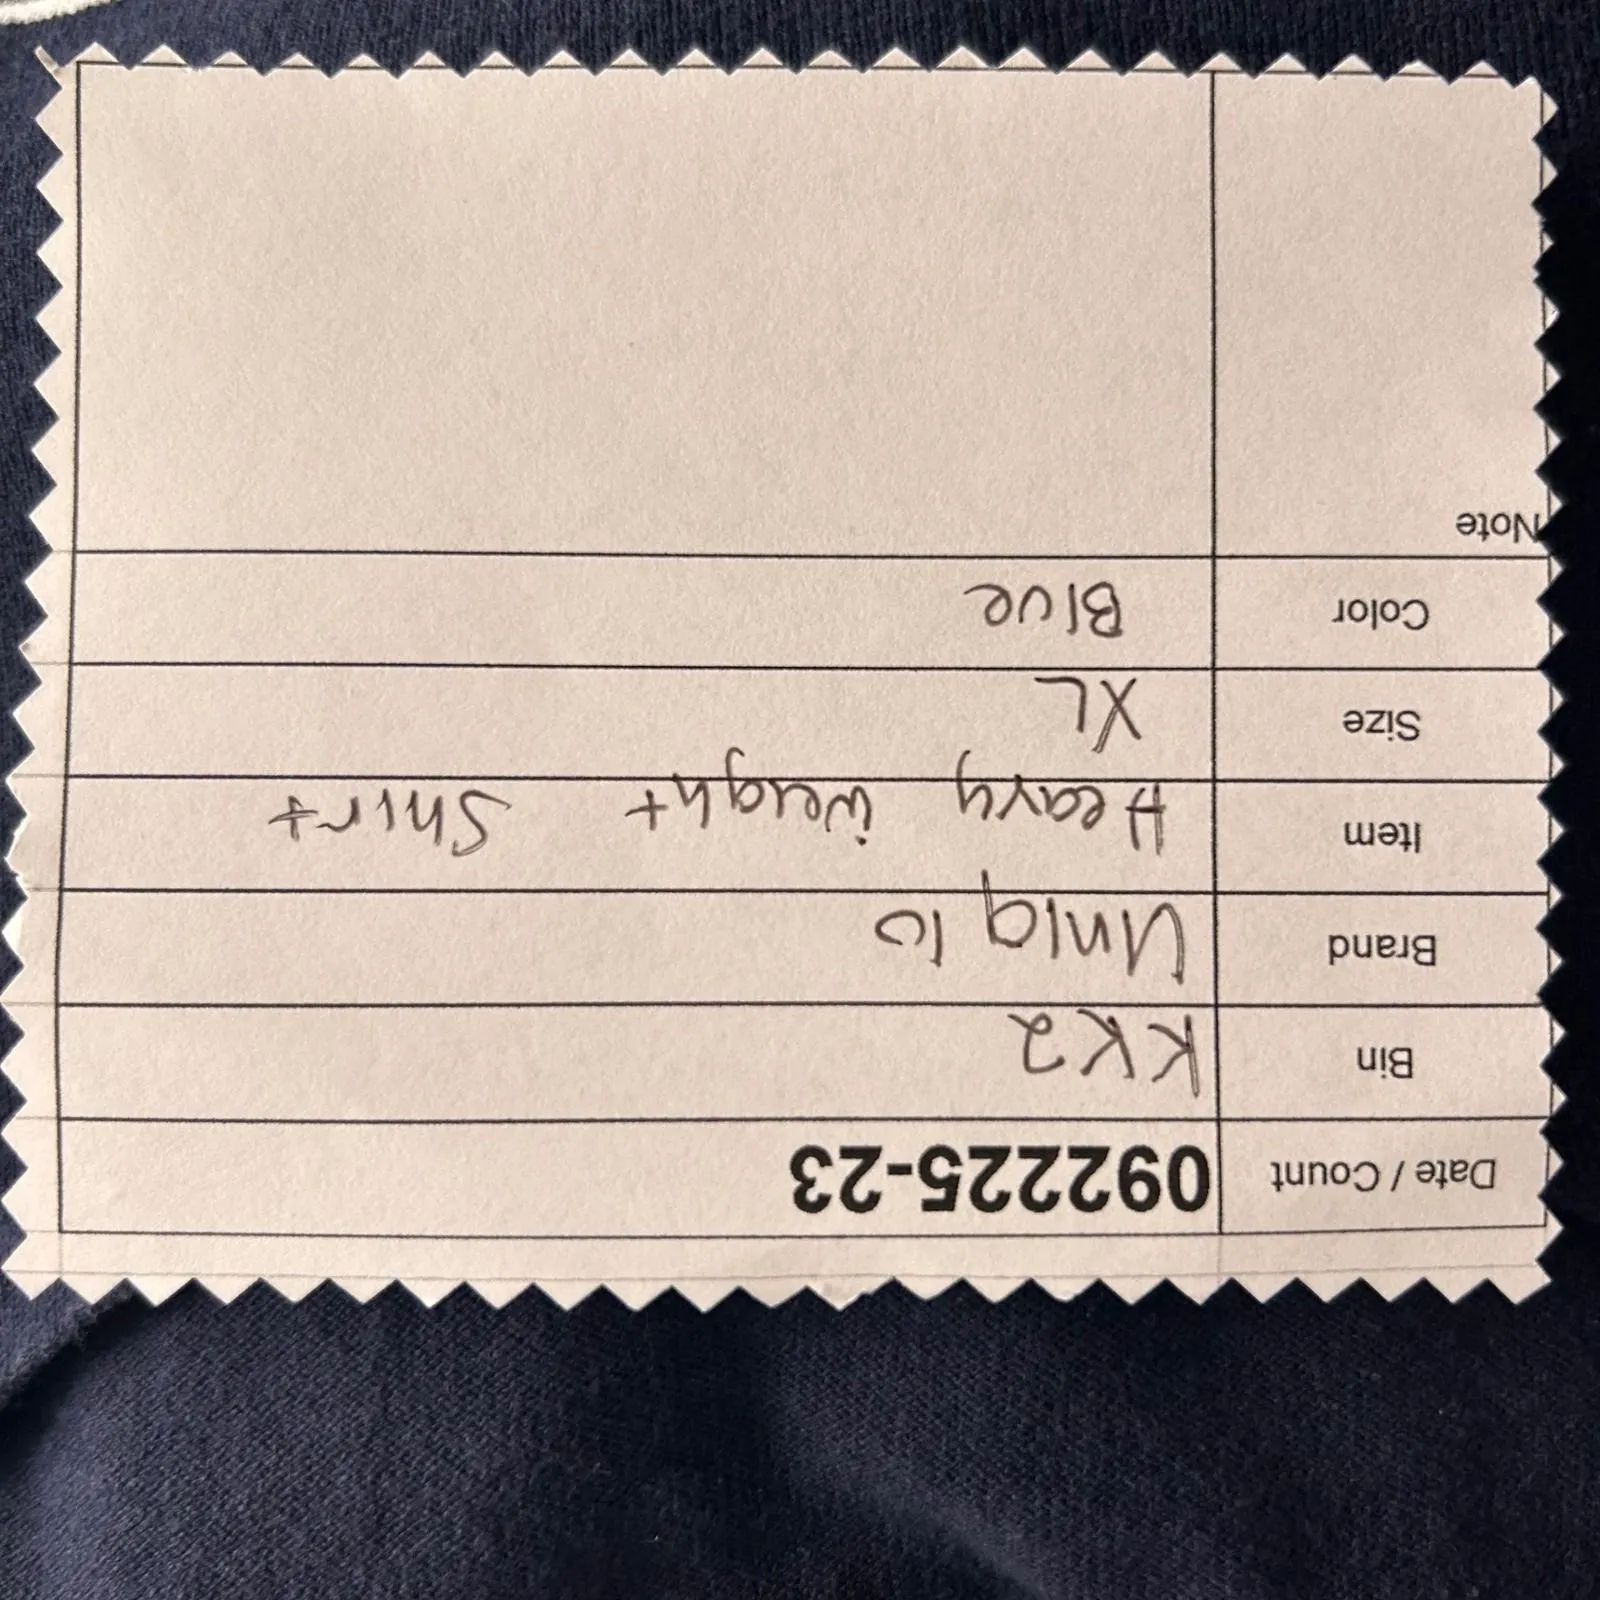 Date / Count 092225-23
Bin KK2
Brand Uniqlo
Item Heavy weight Shirt
Size XL
Color Blue
Note